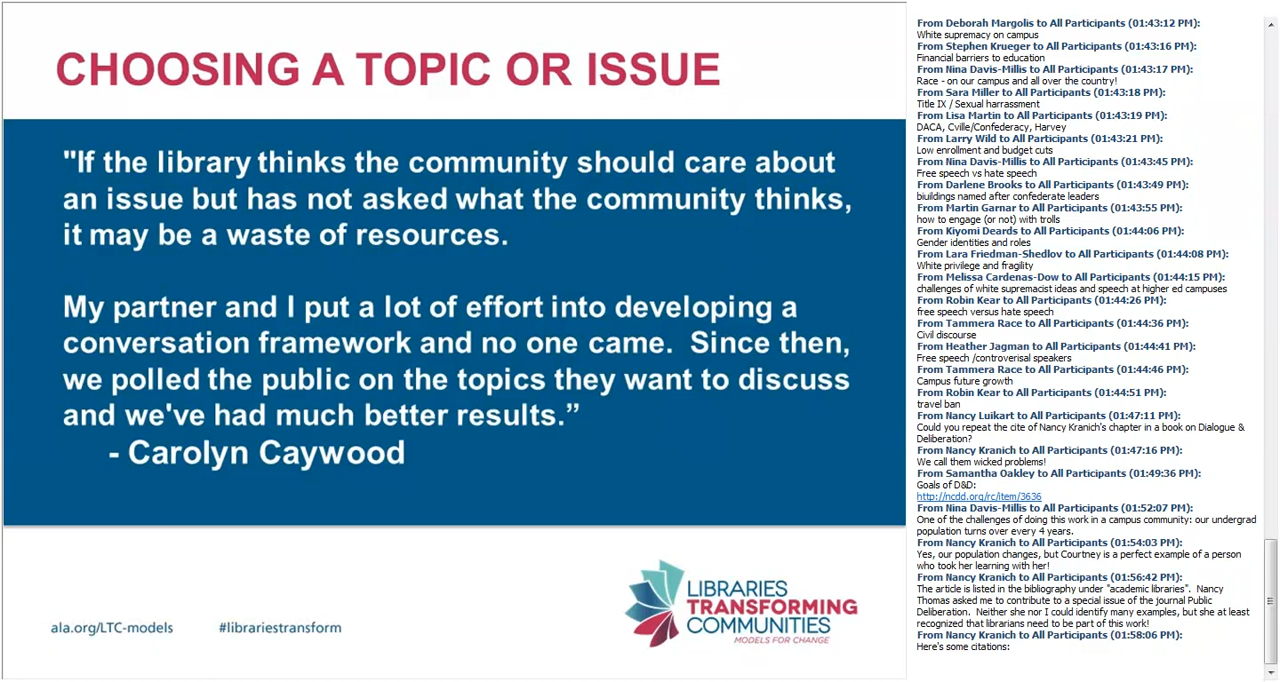 CHOOSING A TOPIC OR ISSUE
"If the library thinks the community should care about
an issue but has not asked what the community thinks,
it may be a waste of resources.
My partner and I put a lot of effort into developing a
conversation framework and no one came.  Since then,
we polled the public on the topics they want to discuss
and we've had much better results.”
- Carolyn Caywood
LIBRARIES
TRANSFORMING
COMMUNITIES
MODELS FOR CHANGE
ala.org/LTC-models
#librariestransform
From Deborah Margolis to All Participants (01:43:12 PM):
White supremacy on campus
From Stephen Krueger to All Participants (01:43:16 PM):
Financial barriers to education
From Nina Davis-Millis to All Participants (01:43:17 PM):
Race - on our campus and all over the country!
From Sara Miller to All Participants (01:43:18 PM):
Title IX / Sexual harrassment
From Lisa Martin to All Participants (01:43:19 PM):
DACA, Cville/Confederacy, Harvey
From Larry Wild to All Participants (01:43:21 PM):
Low enrollment and budget cuts
From Nina Davis-Millis to All Participants (01:43:45 PM):
Free speech vs hate speech
From Darlene Brooks to All Participants (01:43:49 PM):
biuildings named after confederate leaders
From Martin Garnar to All Participants (01:43:55 PM):
how to engage (or not) with trolls
From Kiyomi Deards to All Participants (01:44:06 PM):
Gender identities and roles
From Lara Friedman-Shedlov to All Participants (01:44:08 PM):
White privilege and fragility
From Melissa Cardenas-Dow to All Participants (01:44:15 PM):
challenges of white supremacist ideas and speech at higher ed campuses
From Robin Kear to All Participants (01:44:26 PM):
free speech versus hate speech
From Tammera Race to All Participants (01:44:36 PM):
Civil discourse
From Heather Jagman to All Participants (01:44:41 PM):
Free speech /controverisal speakers
From Tammera Race to All Participants (01:44:46 PM):
Campus future growth
From Robin Kear to All Participants (01:44:51 PM):
travel ban
From Nancy Luikart to All Participants (01:47:11 PM):
Could you repeat the cite of Nancy Kranich's chapter in a book on Dialogue &
Deliberation?
From Nancy Kranich to All Participants (01:47:16 PM):
We call them wicked problems!
From Samantha Oakley to All Participants (01:49:36 PM):
Goals of D&D:
http://ncdd.org/rc/item/3636
From Nina Davis-Millis to All Participants (01:52:07 PM):
One of the challenges of doing this work in a campus community: our undergrad
population turns over every 4 years.
From Nancy Kranich to All Participants (01:54:03 PM):
Yes, our population changes, but Courtney is a perfect example of a person
who took her learning with her!
From Nancy Kranich to All Participants (01:56:42 PM):
The article is listed in the bibliography under "academic libraries".  Nancy
Thomas asked me to contribute to a special issue of the journal Public
Deliberation.  Neither she nor I could identify many examples, but she at least
recognized that librarians need to be part of this work!
From Nancy Kranich to All Participants (01:58:06 PM):
Here's some citations: